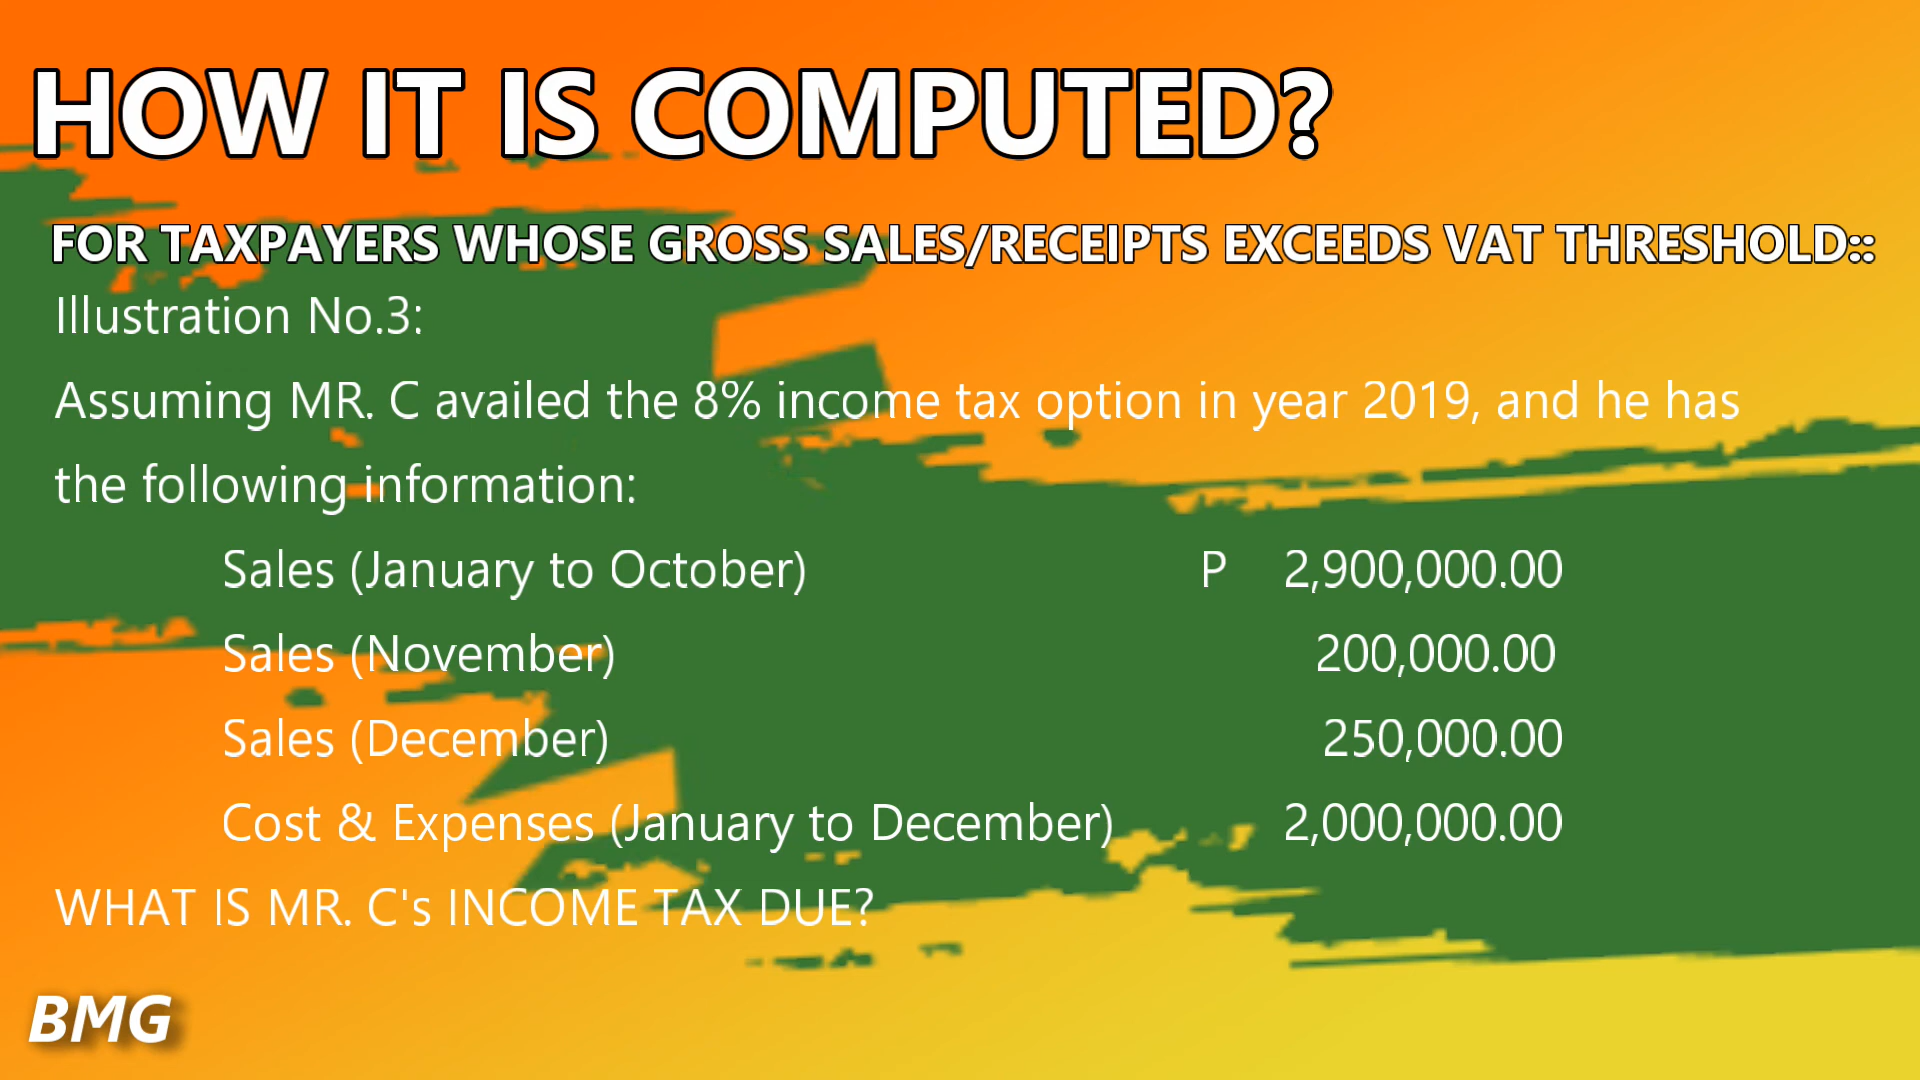 HOW IT IS COMPUTED?
FOR TAXPAYERS WHOSE GROSS SALES/RECEIPTS EXCEEDS VAT THRESHOLD::
Illustration No.3:
Assuming MR. C availed the 8% income tax option in year 2019, and he has
the following information:
Sales (January to October) P 2,900,000.00
Sales (November) 200,000.00
Sales (December) 250,000.00
Cost & Expenses (January to December) 2,000,000.00
WHAT IS MR. C's INCOME TAX DUE?
BMG